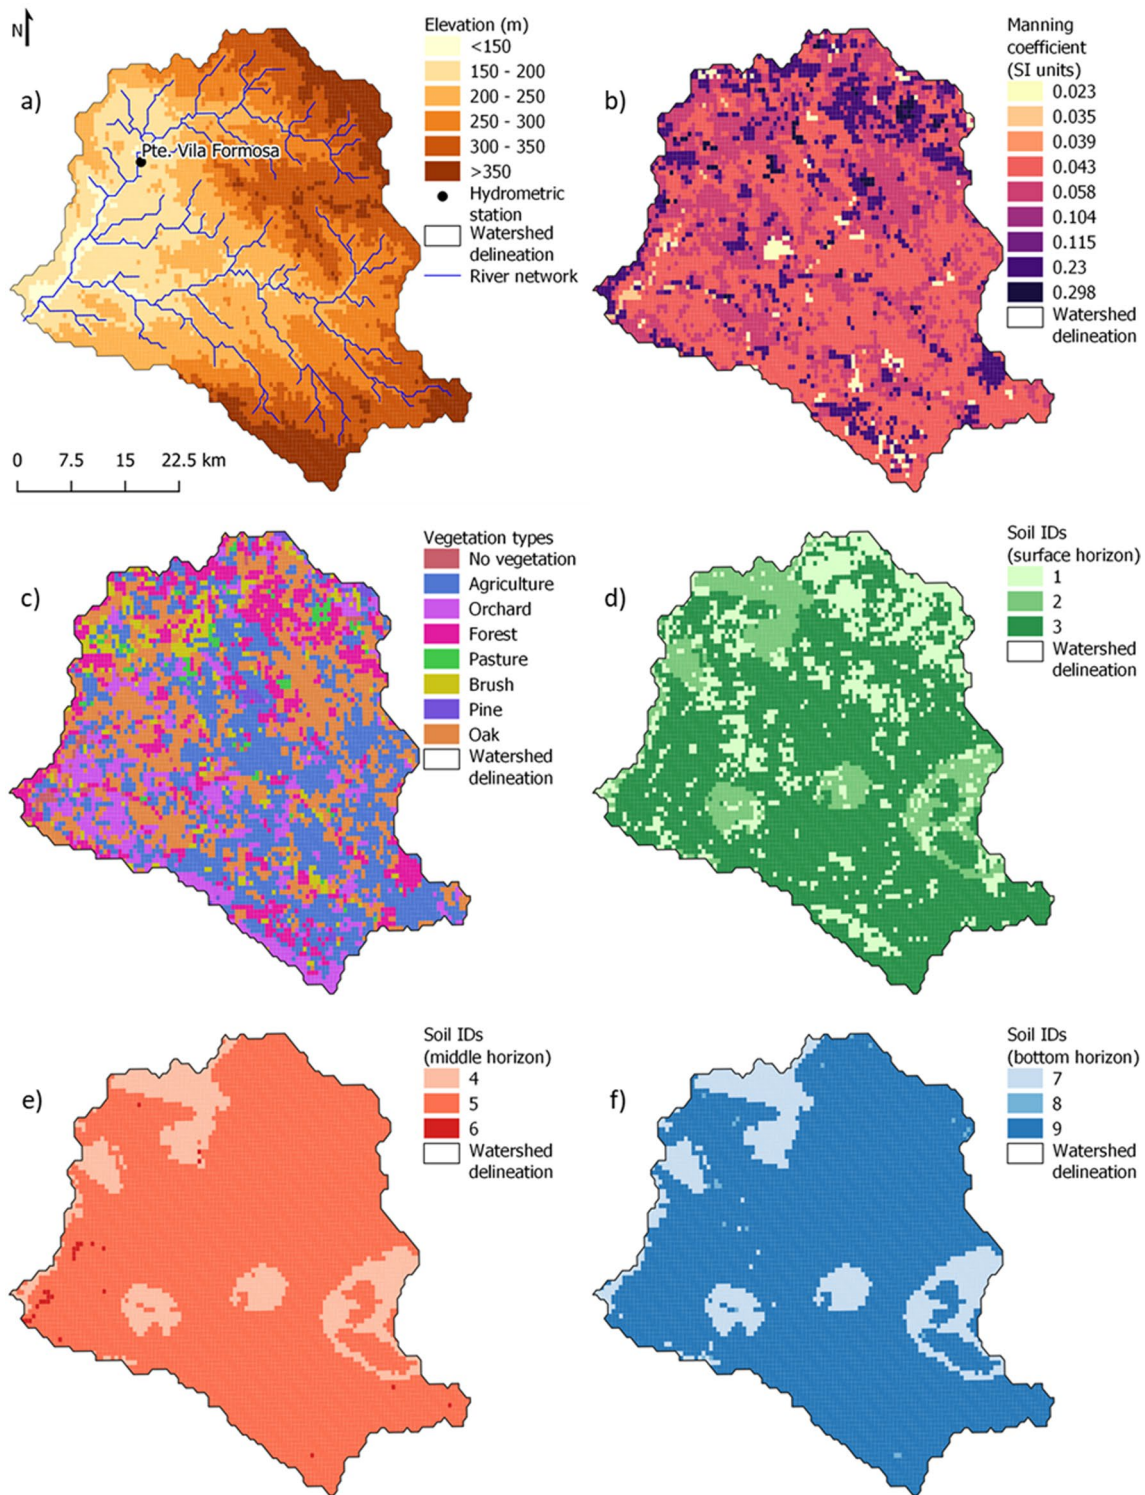 N
a)
Pte. Vila Formosa
Elevation (m)
<150
150 - 200
200 - 250
250 - 300
300 - 350
>350
Hydrometric
station
Watershed
delineation
River network
0 7.5 15 22.5 km
b)
Manning
coefficient
(SI units)
0.023
0.035
0.039
0.043
0.058
0.104
0.115
0.23
0.298
Watershed
delineation
c)
Vegetation types
No vegetation
Agriculture
Orchard
Forest
Pasture
Brush
Pine
Oak
Watershed
delineation
d)
Soil IDs
(surface horizon)
1
2
3
Watershed
delineation
e)
Soil IDs
(middle horizon)
4
5
6
Watershed
delineation
f)
Soil IDs
(bottom horizon)
7
8
9
Watershed
delineation